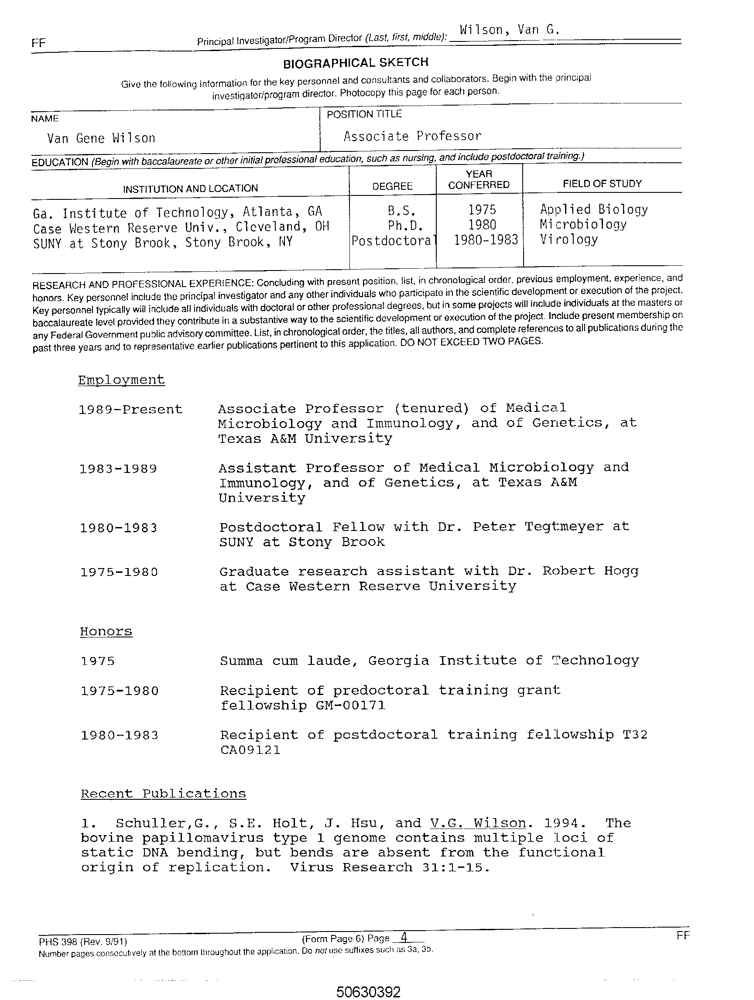 FF
Principal Investigator/Program Director (Last, first, middle): Wilson, Van G.
BIOGRAPHICAL SKETCH
Give the following information for the key personnel and consultants and collaborators. Begin with the principal
investigator/program director. Photocopy this page for each person.
NAME
Van Gene Wilson
POSITION TITLE
Associate Professor
EDUCATION (Begin with baccalaureate or other initial professional education, such as nursing, and include postdoctoral training.)
INSTITUTION AND LOCATION DEGREE YEAR CONFERRED FIELD OF STUDY
Ga. Institute of Technology, Atlanta, GA B.S. 1975 Applied Biology
Case Western Reserve Univ., Cleveland, OH Ph.D. 1980 Microbiology
SUNY at Stony Brook, Stony Brook, NY Postdoctoral 1980-1983 Virology
RESEARCH AND PROFESSIONAL EXPERIENCE: Concluding with present position, list, in chronological order, previous employment, experience, and
honors. Key personnel include the principal investigator and any other individuals who participate in the scientific development or execution of the project.
Key personnel typically will include all individuals with doctoral or other professional degrees, but in some projects will include individuals at the masters or
baccalaureate level provided they contribute in a substantive way to the scientific development or execution of the project. Include present membership on
any Federal Government public advisory committee. List, in chronological order, the titles, all authors, and complete references to all publications during the
past three years and to representative earlier publications pertinent to this application. DO NOT EXCEED TWO PAGES.
Employment
1989-Present Associate Professor (tenured) of Medical
Microbiology and Immunology, and of Genetics, at
Texas A&M University
1983-1989 Assistant Professor of Medical Microbiology and
Immunology, and of Genetics, at Texas A&M
University
1980-1983 Postdoctoral Fellow with Dr. Peter Tegtmeyer at
SUNY at Stony Brook
1975-1980 Graduate research assistant with Dr. Robert Hogg
at Case Western Reserve University
Honors
1975 Summa cum laude, Georgia Institute of Technology
1975-1980 Recipient of predoctoral training grant
fellowship GM-00171
1980-1983 Recipient of postdoctoral training fellowship T32
CA09121
Recent Publications
1. Schuller,G., S.E. Holt, J. Hsu, and V.G. Wilson. 1994. The
bovine papillomavirus type 1 genome contains multiple loci of
static DNA bending, but bends are absent from the functional
origin of replication. Virus Research 31:1-15.
PHS 398 (Rev. 9/91) (Form Page 6) Page 4 FF
Number pages consecutively at the bottom throughout the application. Do not use suffixes such as 3a, 3b.
50630392